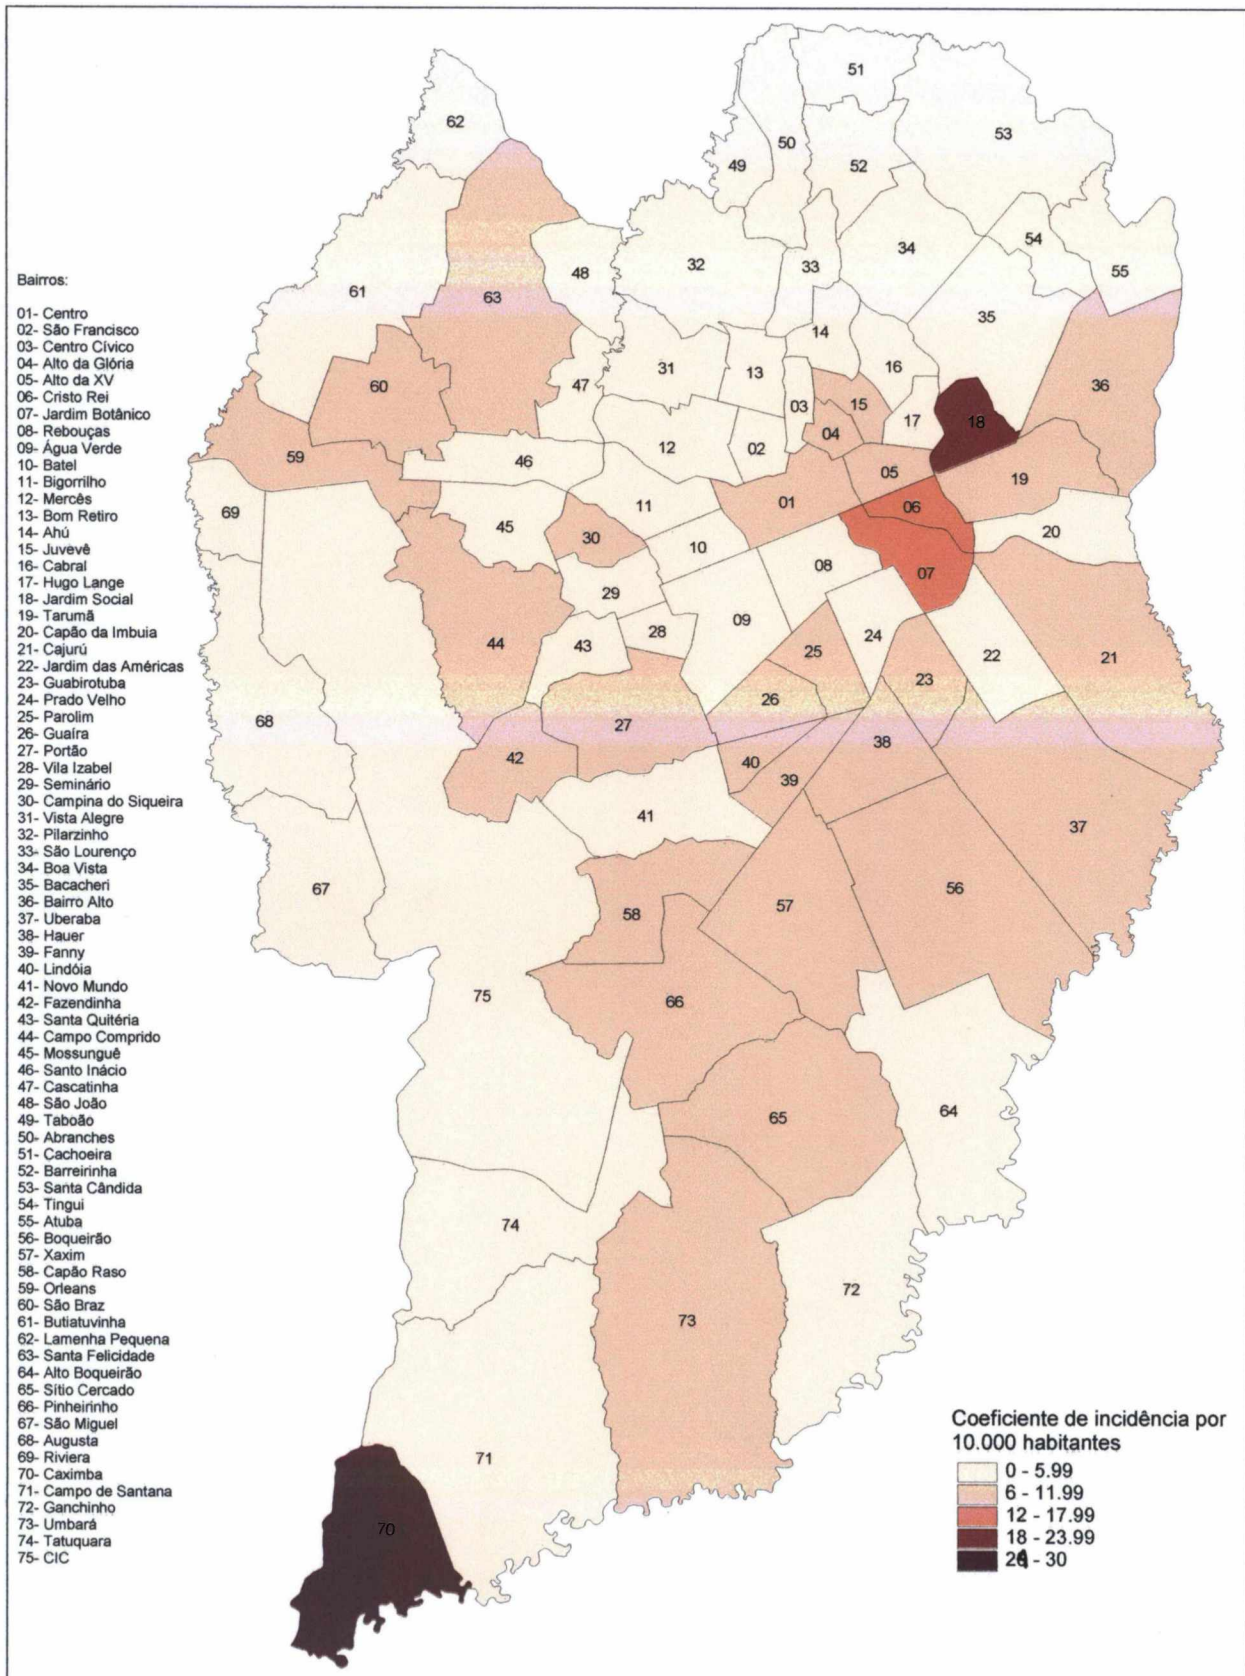 Bairros:
01- Centro
02- São Francisco
03- Centro Cívico
04- Alto da Glória
05- Alto da XV
06- Cristo Rei
07- Jardim Botânico
08- Rebouças
09- Água Verde
10- Batel
11- Bigorrilho
12- Mercês
13- Bom Retiro
14- Ahú
15- Juvevê
16- Cabral
17- Hugo Lange
18- Jardim Social
19- Tarumã
20- Capão da Imbuia
21- Cajurú
22- Jardim das Américas
23- Guabirotuba
24- Prado Velho
25- Parolim
26- Guaíra
27- Portão
28- Vila Izabel
29- Seminário
30- Campina do Siqueira
31- Vista Alegre
32- Pilarzinho
33- São Lourenço
34- Boa Vista
35- Bacacheri
36- Bairro Alto
37- Uberaba
38- Hauer
39- Fanny
40- Lindóia
41- Novo Mundo
42- Fazendinha
43- Santa Quitéria
44- Campo Comprido
45- Mossunguê
46- Santo Inácio
47- Cascatinha
48- São João
49- Taboão
50- Abranches
51- Cachoeira
52- Barreirinha
53- Santa Cândida
54- Tingui
55- Atuba
56- Boqueirão
57- Xaxim
58- Capão Raso
59- Orleans
60- São Braz
61- Butiatuvinha
62- Lamenha Pequena
63- Santa Felicidade
64- Alto Boqueirão
65- Sítio Cercado
66- Pinheirinho
67- São Miguel
68- Augusta
69- Riviera
70- Caximba
71- Campo de Santana
72- Ganchinho
73- Umbará
74- Tatuquara
75- CIC
51
62
53
50
49
52
54
34
32
33
55
48
61
63
35
14
31
13
16
60
47
36
03
15
17
18
04
12
02
46
59
05
19
11
01
06
69
45
30
20
10
08
07
29
09
28
24
44
43
25
22
21
23
26
68
27
38
42
40
39
41
37
67
56
57
58
75
66
64
65
74
72
73
71
70
Coeficiente de incidência por
10.000 habitantes
0 - 5.99
6 - 11.99
12 - 17.99
18 - 23.99
24 - 30